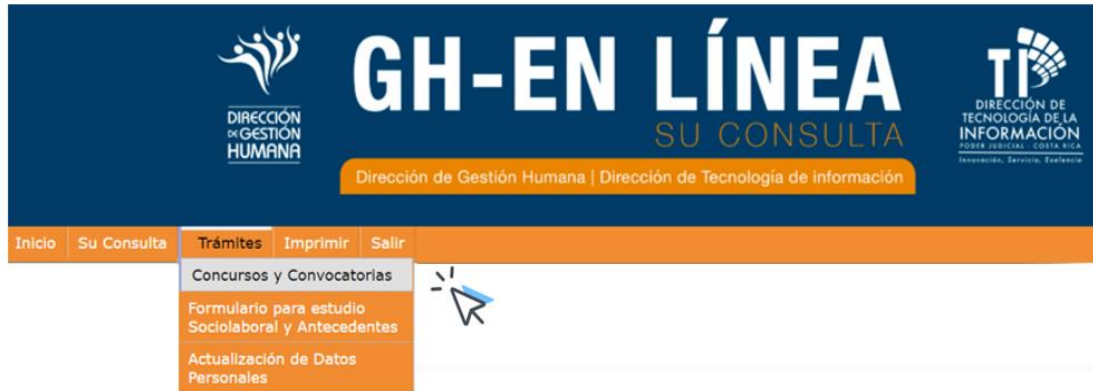 DIRECCIÓN
DE GESTIÓN
HUMANA
GH-EN LÍNEA
SU CONSULTA
Dirección de Gestión Humana | Dirección de Tecnología de información
TI
DIRECCIÓN DE
TECNOLOGÍA DE LA
INFORMACIÓN
PODER JUDICIAL - COSTA RICA
Innovación, Servicio, Exelencia
Inicio Su Consulta Trámites Imprimir Salir
Concursos y Convocatorias
Formulario para estudio
Sociolaboral y Antecedentes
Actualización de Datos
Personales